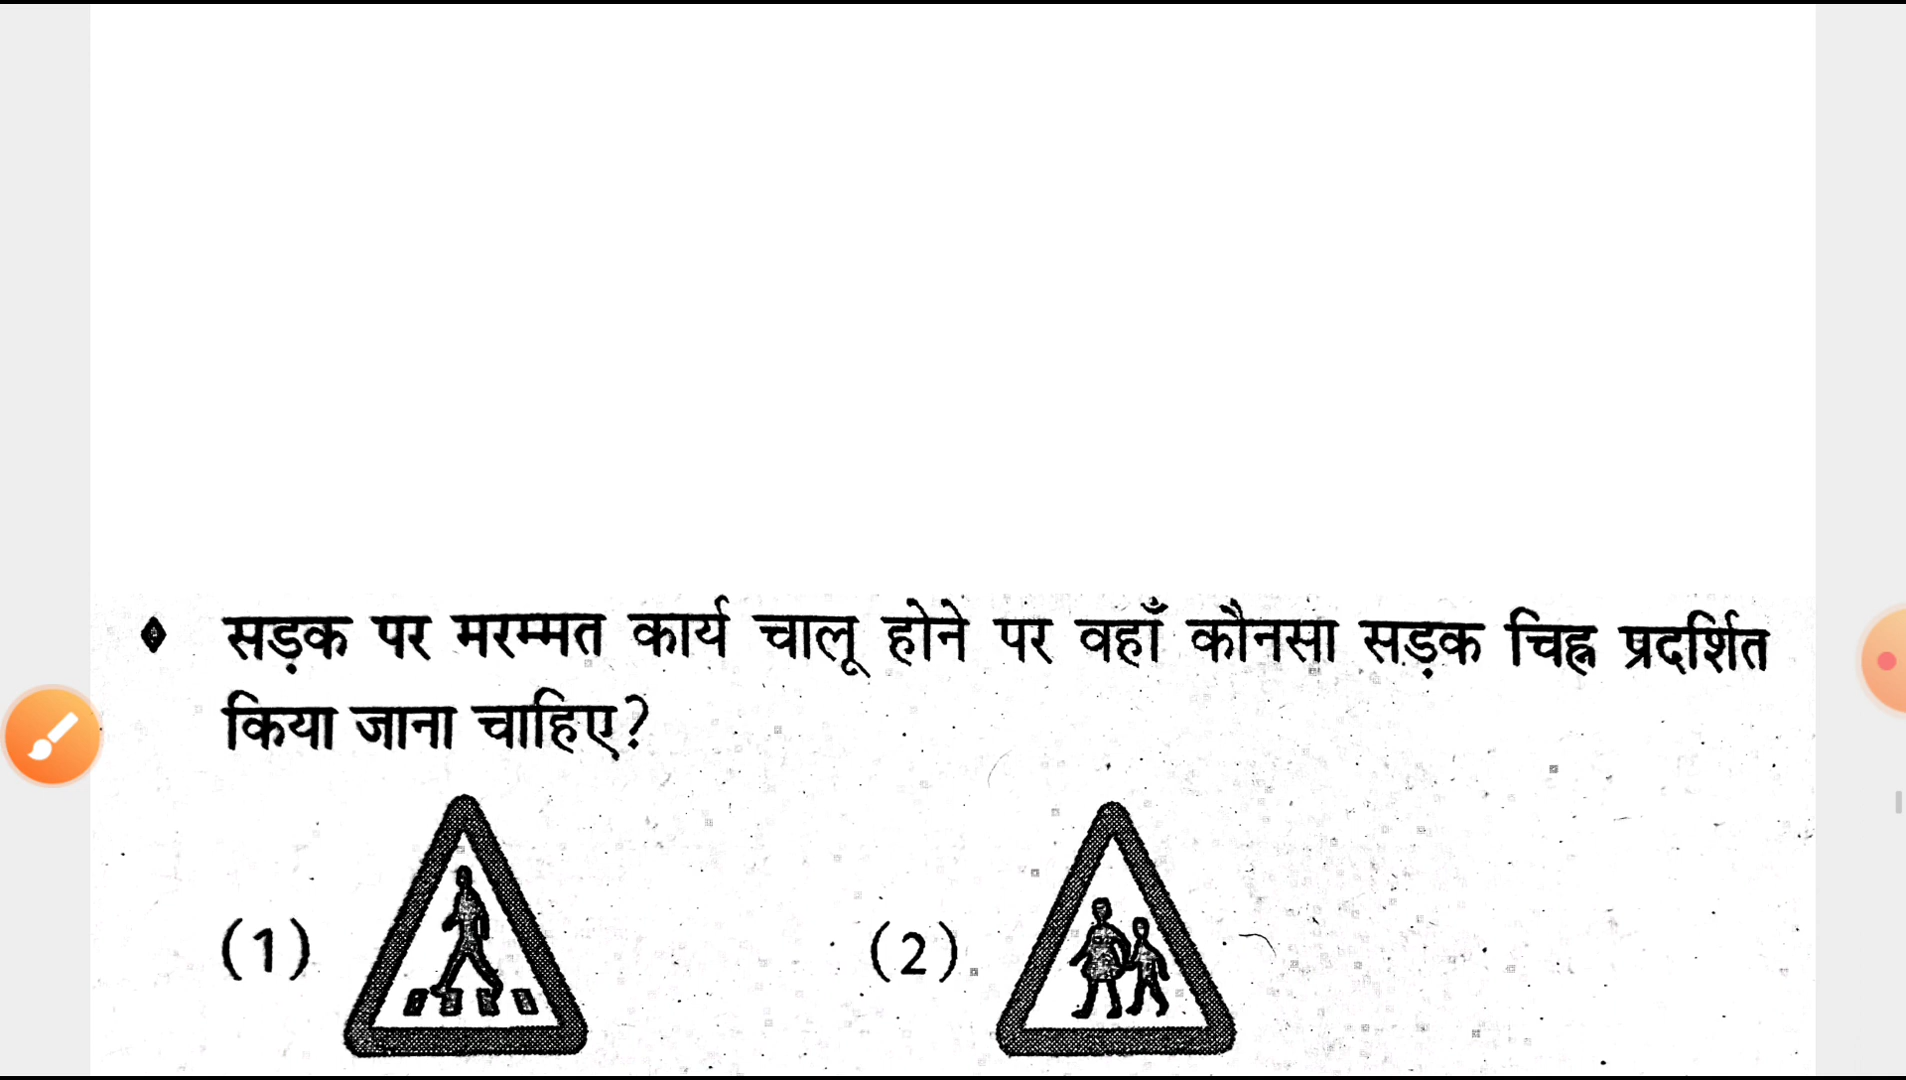 सड़क पर मरम्मत कार्य चालू होने पर वहाँ कौनसा सड़क चिह्न प्रदर्शित
किया जाना चाहिए?
(1) (2)